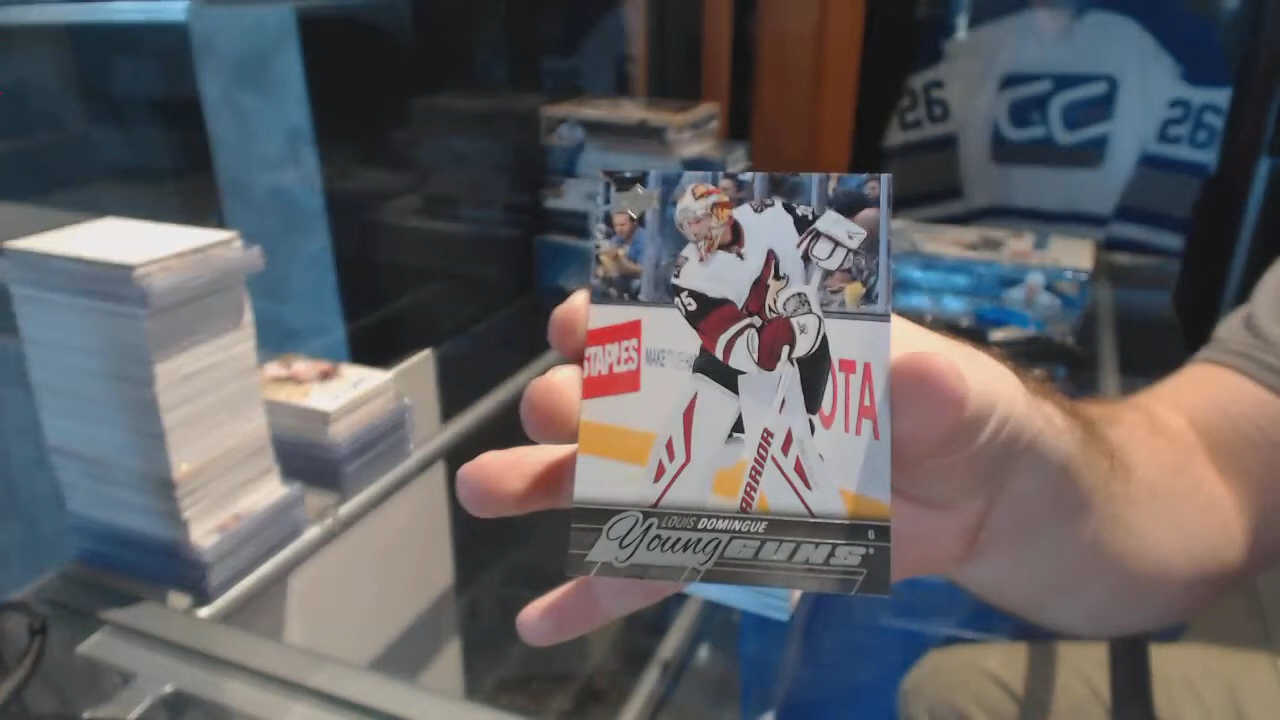 26
CC
26
35
STAPLES
MAKE
OTA
WARRIOR
LOUIS DOMINGUE
G
Young GUNS